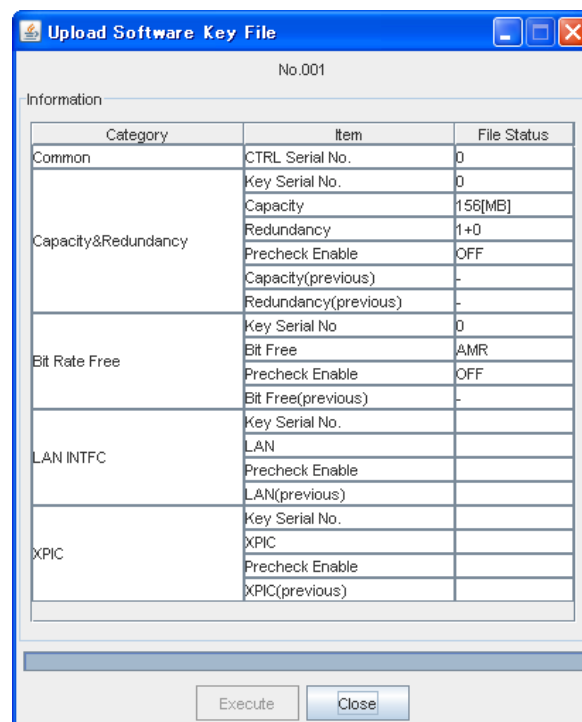 Upload Software Key File
No.001
Information
Category Item File Status
Common CTRL Serial No. 0
Capacity&Redundancy Key Serial No. 0
Capacity 156[MB]
Redundancy 1+0
Precheck Enable OFF
Capacity(previous) -
Redundancy(previous) -
Bit Rate Free Key Serial No 0
Bit Free AMR
Precheck Enable OFF
Bit Free(previous) -
LAN INTFC Key Serial No.
LAN
Precheck Enable
LAN(previous)
XPIC Key Serial No.
XPIC
Precheck Enable
XPIC(previous)
Execute Close